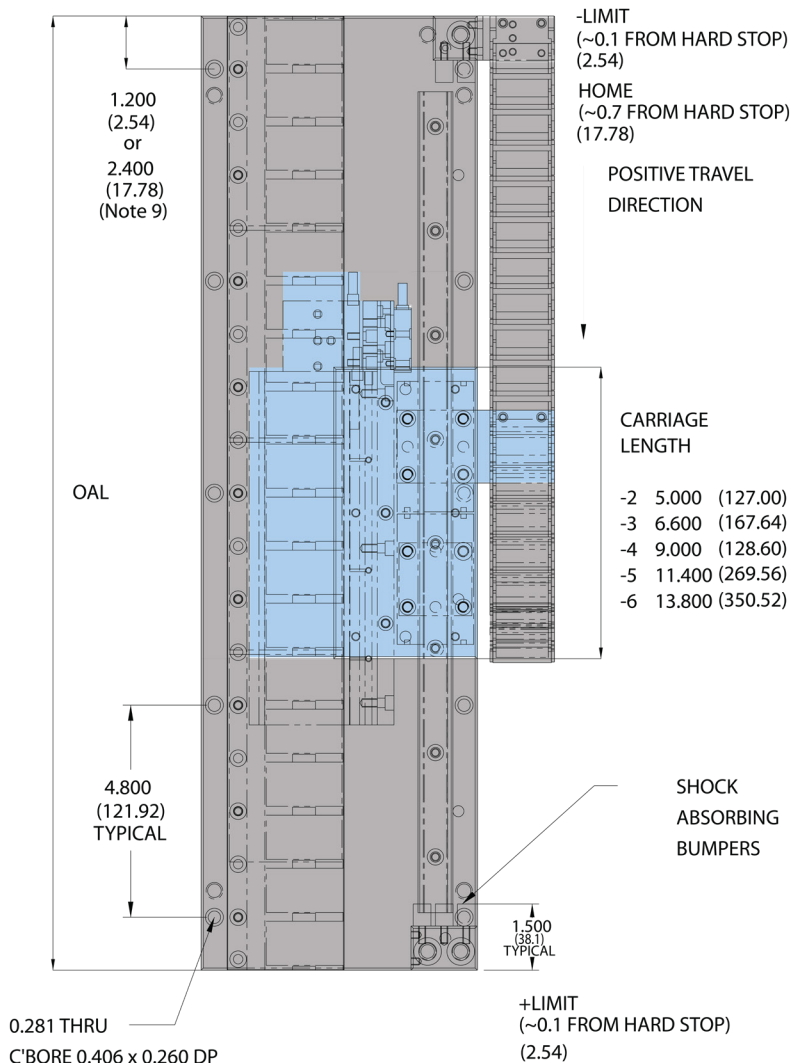 -LIMIT
(~0.1 FROM HARD STOP)
(2.54)
HOME
(~0.7 FROM HARD STOP)
(17.78)
1.200
(2.54)
or
2.400
(17.78)
(Note 9)
POSITIVE TRAVEL
DIRECTION
CARRIAGE
LENGTH
-2 5.000 (127.00)
-3 6.600 (167.64)
-4 9.000 (128.60)
-5 11.400 (269.56)
-6 13.800 (350.52)
OAL
4.800
(121.92)
TYPICAL
SHOCK
ABSORBING
BUMPERS
1.500
(38.1)
TYPICAL
+LIMIT
(~0.1 FROM HARD STOP)
(2.54)
0.281 THRU
C'BORE 0.406 x 0.260 DP